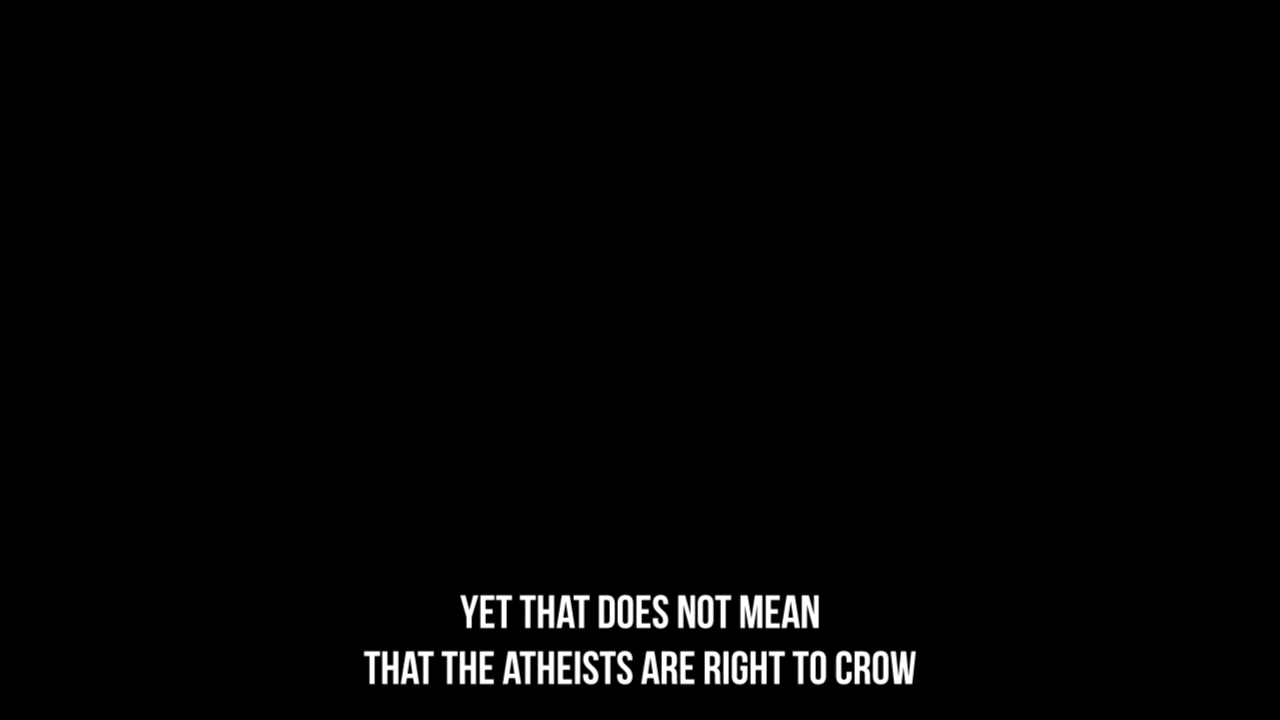 YET THAT DOES NOT MEAN
THAT THE ATHEISTS ARE RIGHT TO CROW